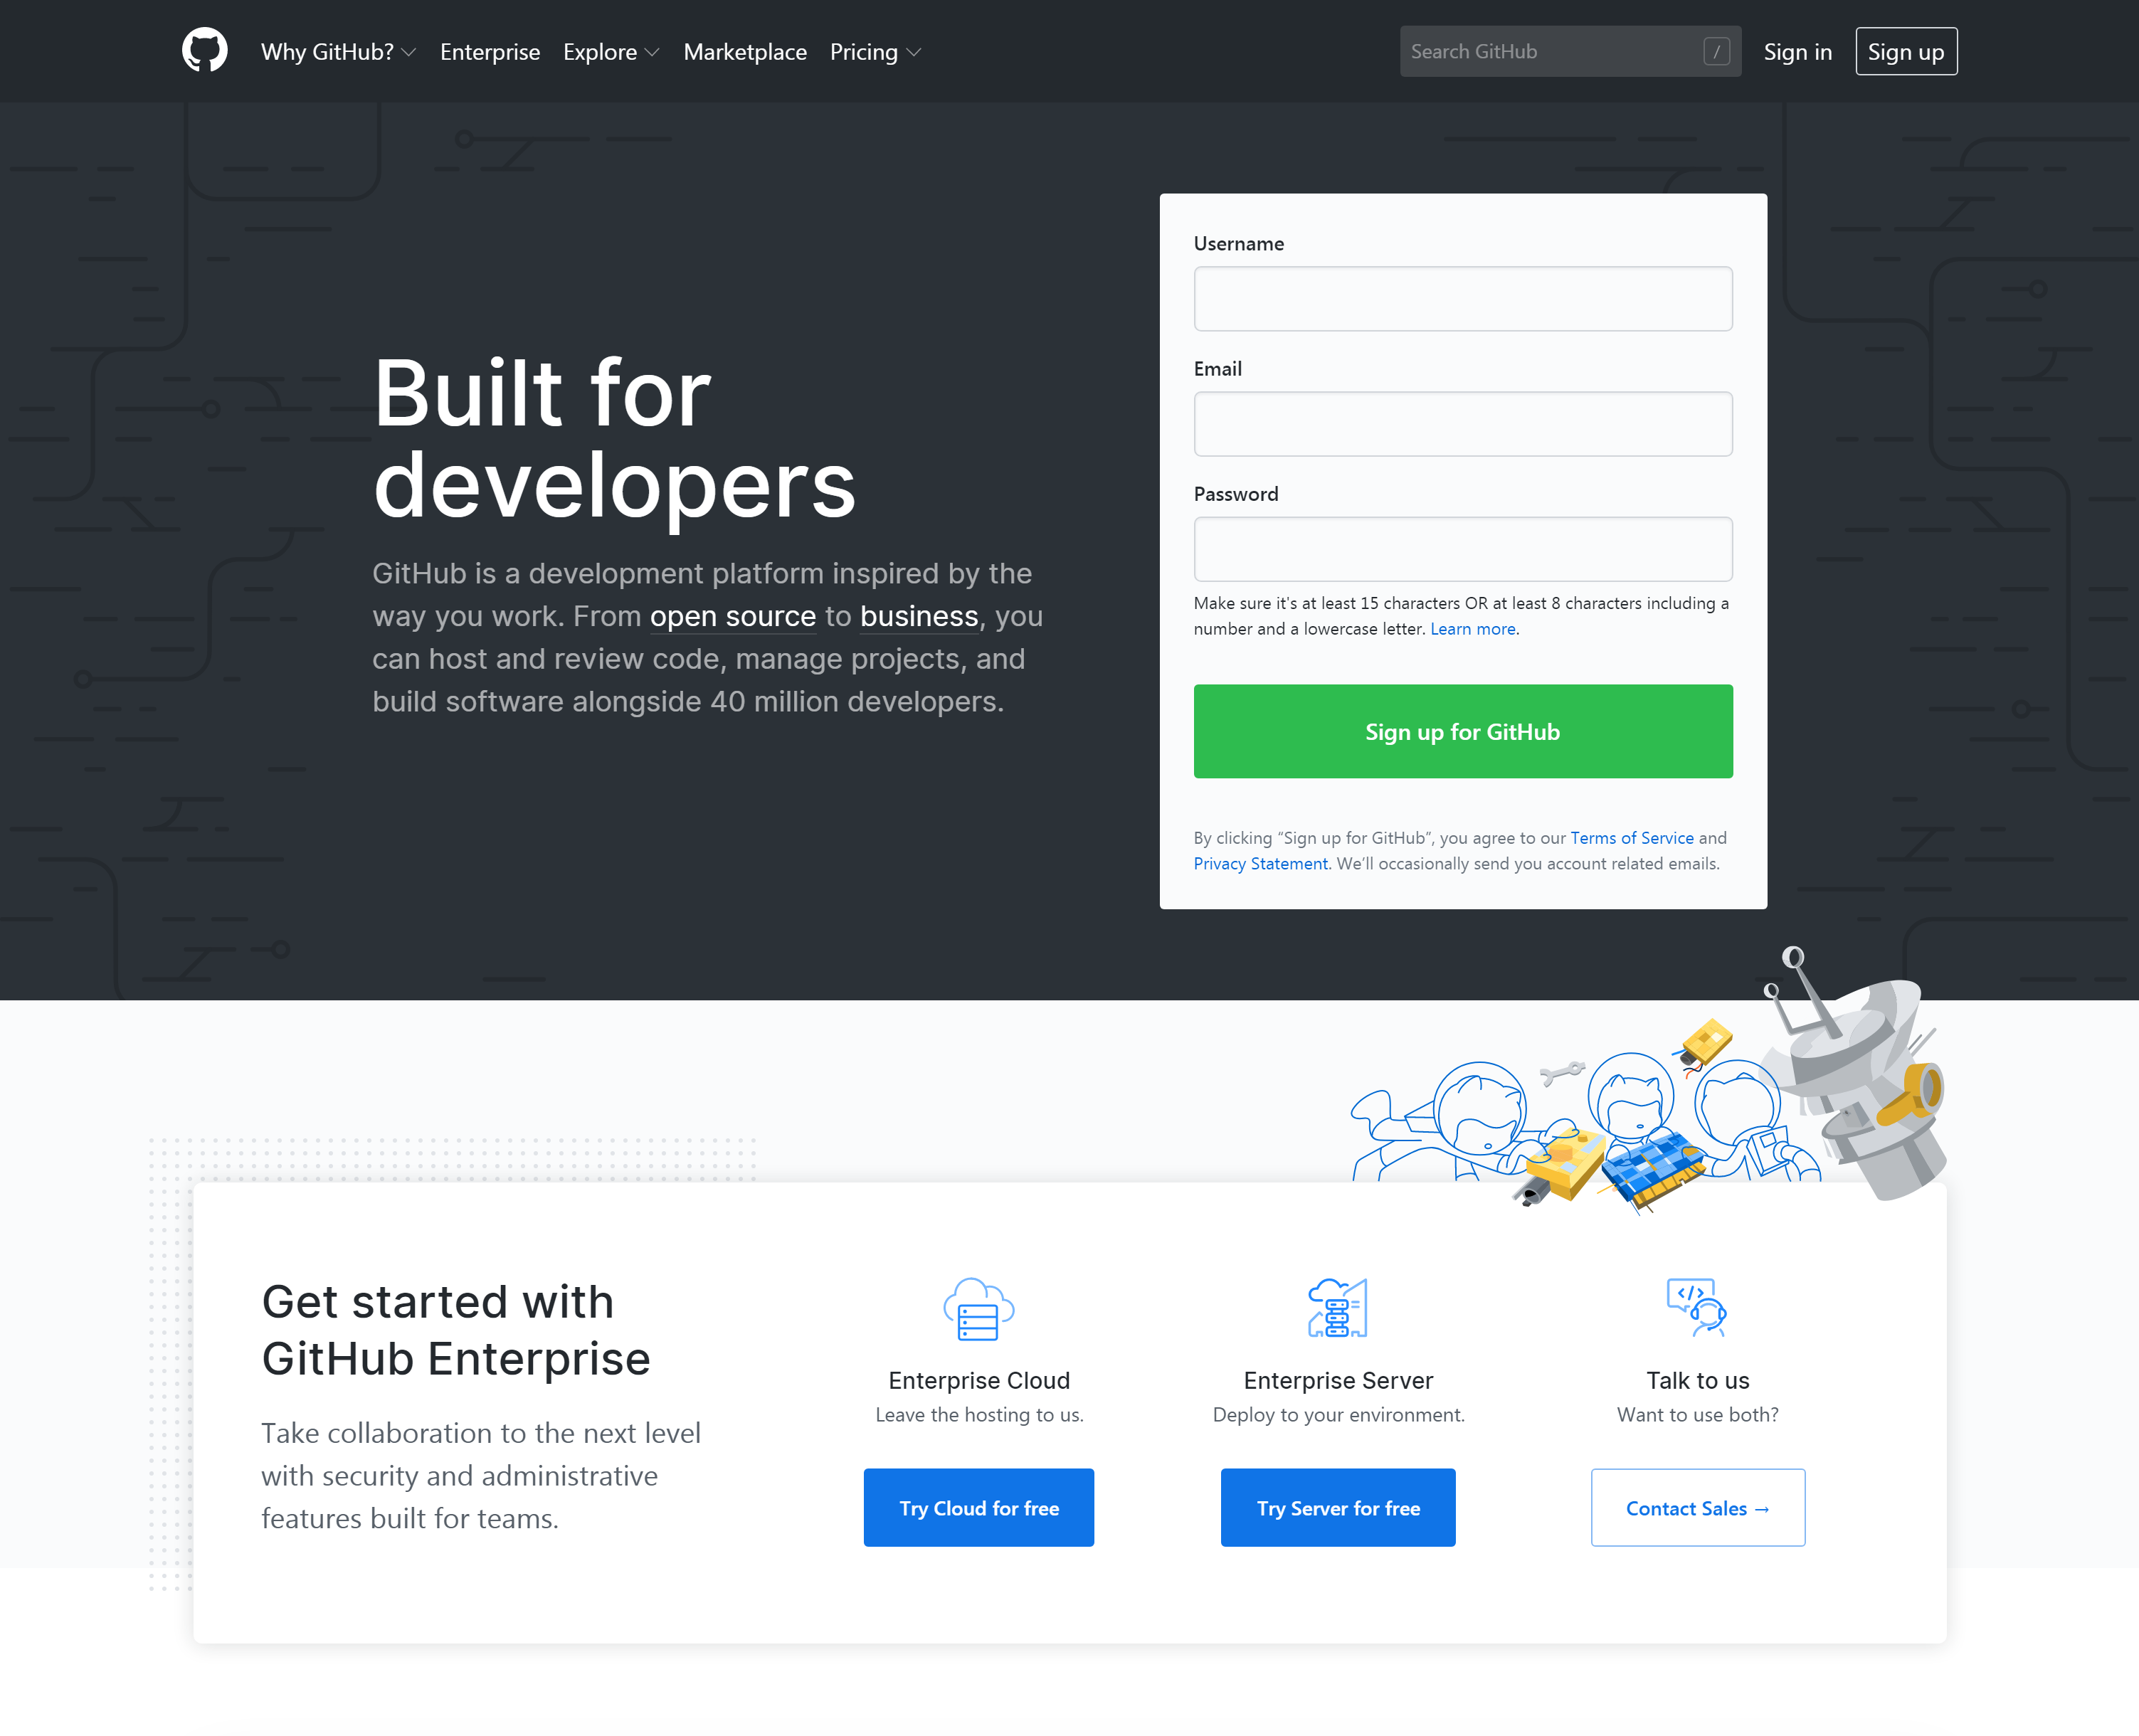 Why GitHub? Enterprise Explore Marketplace Pricing Search GitHub / Sign in Sign up
Built for
developers
GitHub is a development platform inspired by the
way you work. From open source to business, you
can host and review code, manage projects, and
build software alongside 40 million developers.
Username
Email
Password
Make sure it's at least 15 characters OR at least 8 characters including a
number and a lowercase letter. Learn more.
Sign up for GitHub
By clicking “Sign up for GitHub”, you agree to our Terms of Service and
Privacy Statement. We’ll occasionally send you account related emails.
Get started with
GitHub Enterprise
Take collaboration to the next level
with security and administrative
features built for teams.
Enterprise Cloud
Leave the hosting to us.
Try Cloud for free
Enterprise Server
Deploy to your environment.
Try Server for free
</>
Talk to us
Want to use both?
Contact Sales →